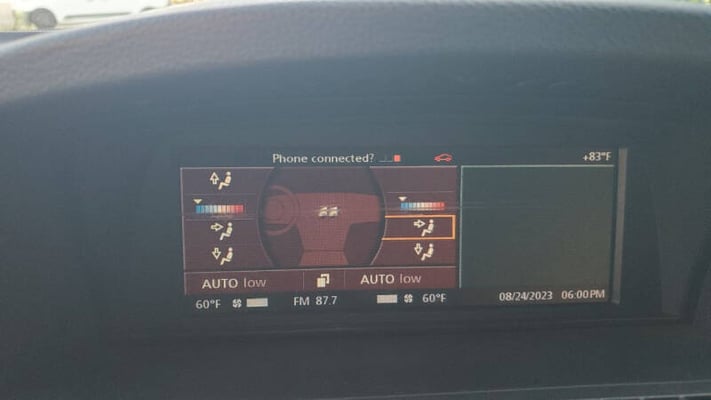 Phone connected?
+83°F
AUTO low
AUTO low
60°F
FM 87.7
60°F
08/24/2023 06:00PM